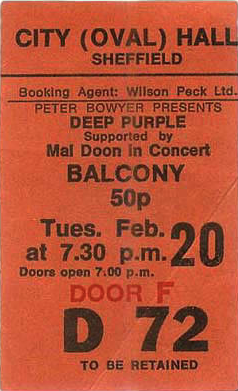 CITY (OVAL) HALL
SHEFFIELD
Booking Agent: Wilson Peck Ltd.
PETER BOWYER PRESENTS
DEEP PURPLE
Supported by
Mal Doon in Concert
BALCONY
50p
Tues. Feb. 20
at 7.30 p.m.
Doors open 7.00 p.m.
DOOR F
D 72
TO BE RETAINED